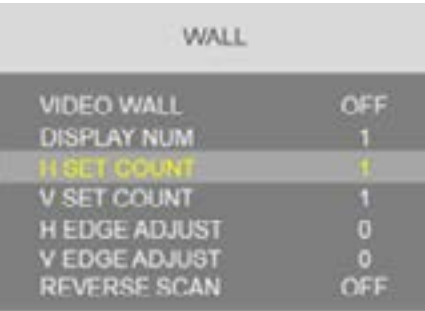 WALL
VIDEO WALL OFF
DISPLAY NUM 1
H SET COUNT 1
V SET COUNT 1
H EDGE ADJUST 0
V EDGE ADJUST 0
REVERSE SCAN OFF